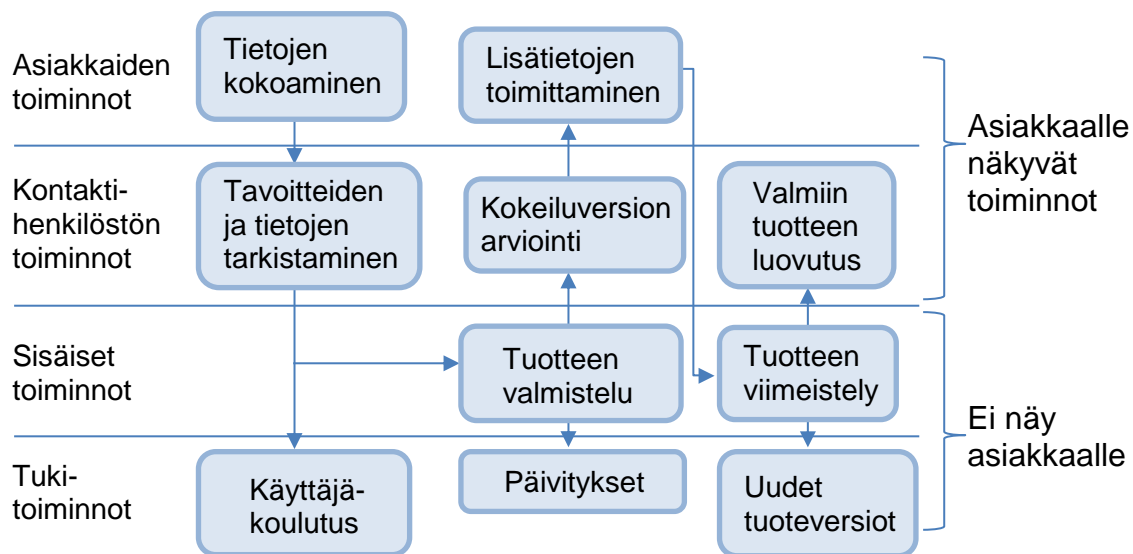 Asiakkaiden
toiminnot
Tietojen
kokoaminen
Lisätietojen
toimittaminen
Asiakkaalle
näkyvät
toiminnot
Kontakti-
henkilöstön
toiminnot
Tavoitteiden
ja tietojen
tarkistaminen
Kokeiluversion
arviointi
Valmiin
tuotteen
luovutus
Sisäiset
toiminnot
Tuotteen
valmistelu
Tuotteen
viimeistely
Ei näy
asiakkaalle
Tuki-
toiminnot
Käyttäjä-
koulutus
Päivitykset
Uudet
tuoteversiot